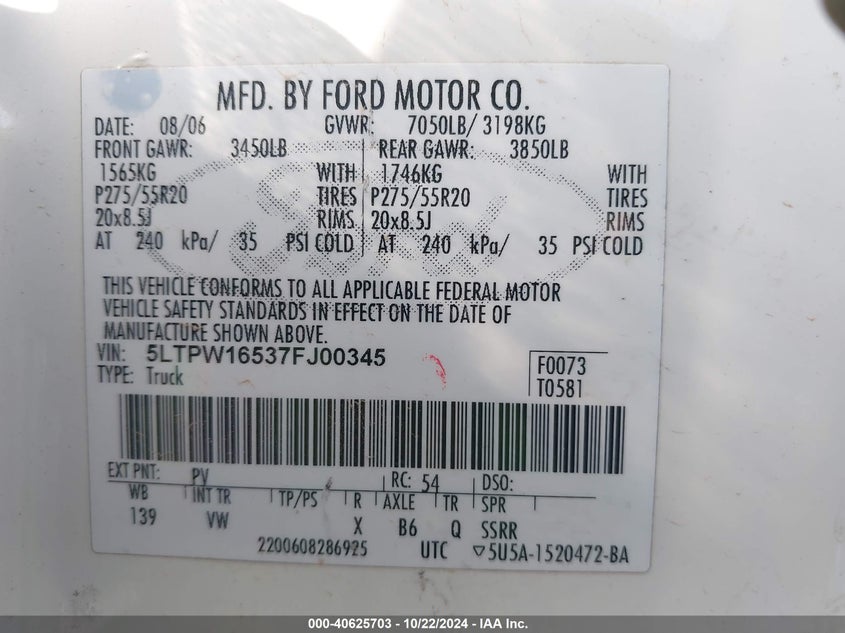 MFD. BY FORD MOTOR CO.
DATE: 08/06 GVWR: 7050LB/ 3198KG
FRONT GAWR: 3450LB REAR GAWR: 3850LB
1565KG WITH 1746KG WITH
P275/55R20 TIRES P275/55R20 TIRES
20x8.5J RIMS 20x8.5J RIMS
AT 240 kPa/ 35 PSI COLD AT 240 kPa/ 35 PSI COLD
THIS VEHICLE CONFORMS TO ALL APPLICABLE FEDERAL MOTOR
VEHICLE SAFETY STANDARDS IN EFFECT ON THE DATE OF
MANUFACTURE SHOWN ABOVE.
VIN: 5LTPW16537FJ00345 F0073
TYPE: Truck T0581
EXT PNT: PV RC: 54 DSO:
WB INT TR TP/PS R AXLE TR SPR
139 VW X B6 Q SSRR
2200608286925 UTC ▽5U5A-1520472-BA
000-40625703 - 10/22/2024 - IAA Inc.